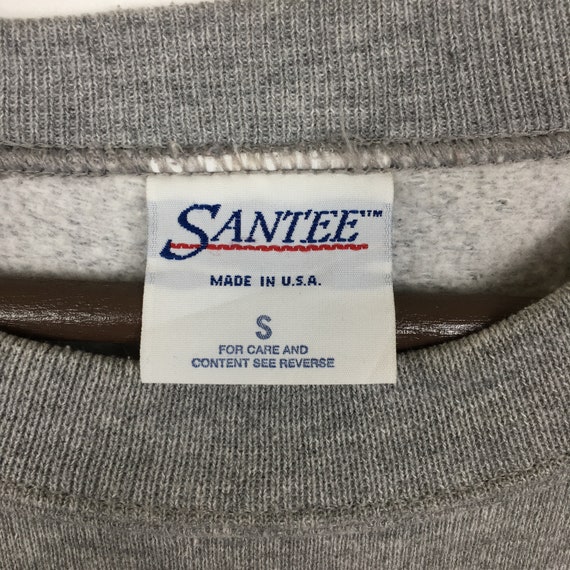 SANTEE™
MADE IN U.S.A.
S
FOR CARE AND
CONTENT SEE REVERSE